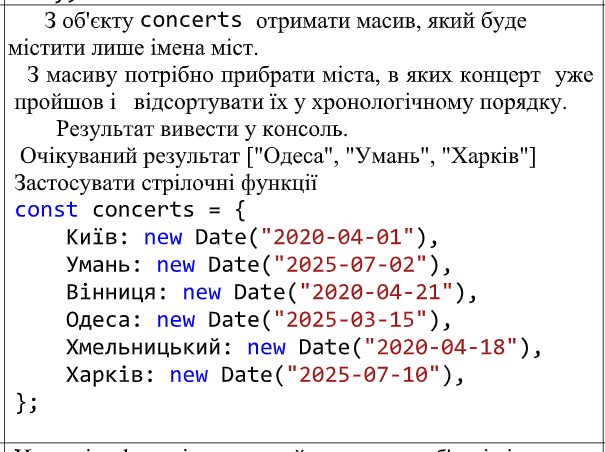 З об'єкту concerts отримати масив, який буде
містити лише імена міст.
З масиву потрібно прибрати міста, в яких концерт уже
пройшов і відсортувати їх у хронологічному порядку.
Результат вивести у консоль.
Очікуваний результат ["Одеса", "Умань", "Харків"]
Застосувати стрілочні функції
const concerts = {
Київ: new Date("2020-04-01"),
Умань: new Date("2025-07-02"),
Вінниця: new Date("2020-04-21"),
Одеса: new Date("2025-03-15"),
Хмельницький: new Date("2020-04-18"),
Харків: new Date("2025-07-10"),
};